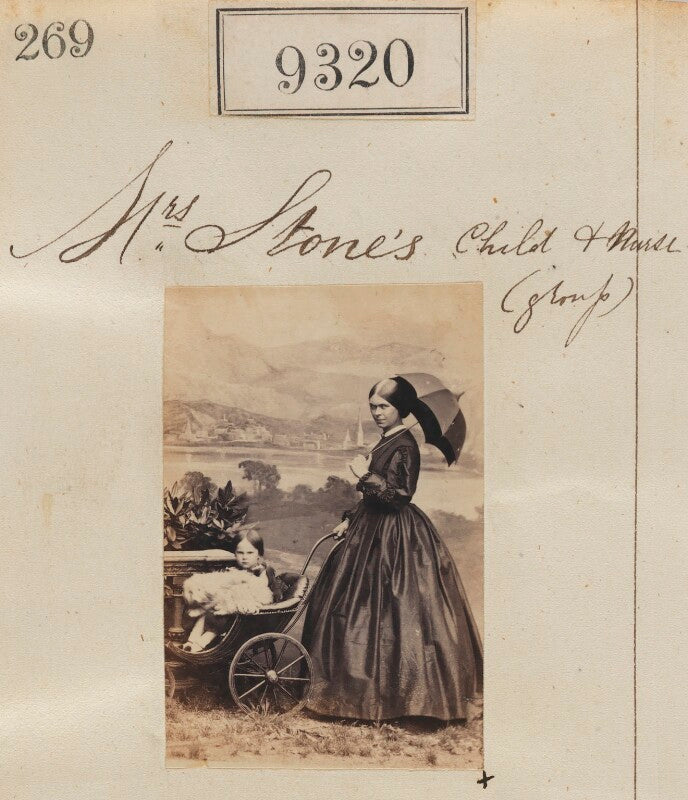 269
9320
Mrs. Stone's Child & Nurse
(group)